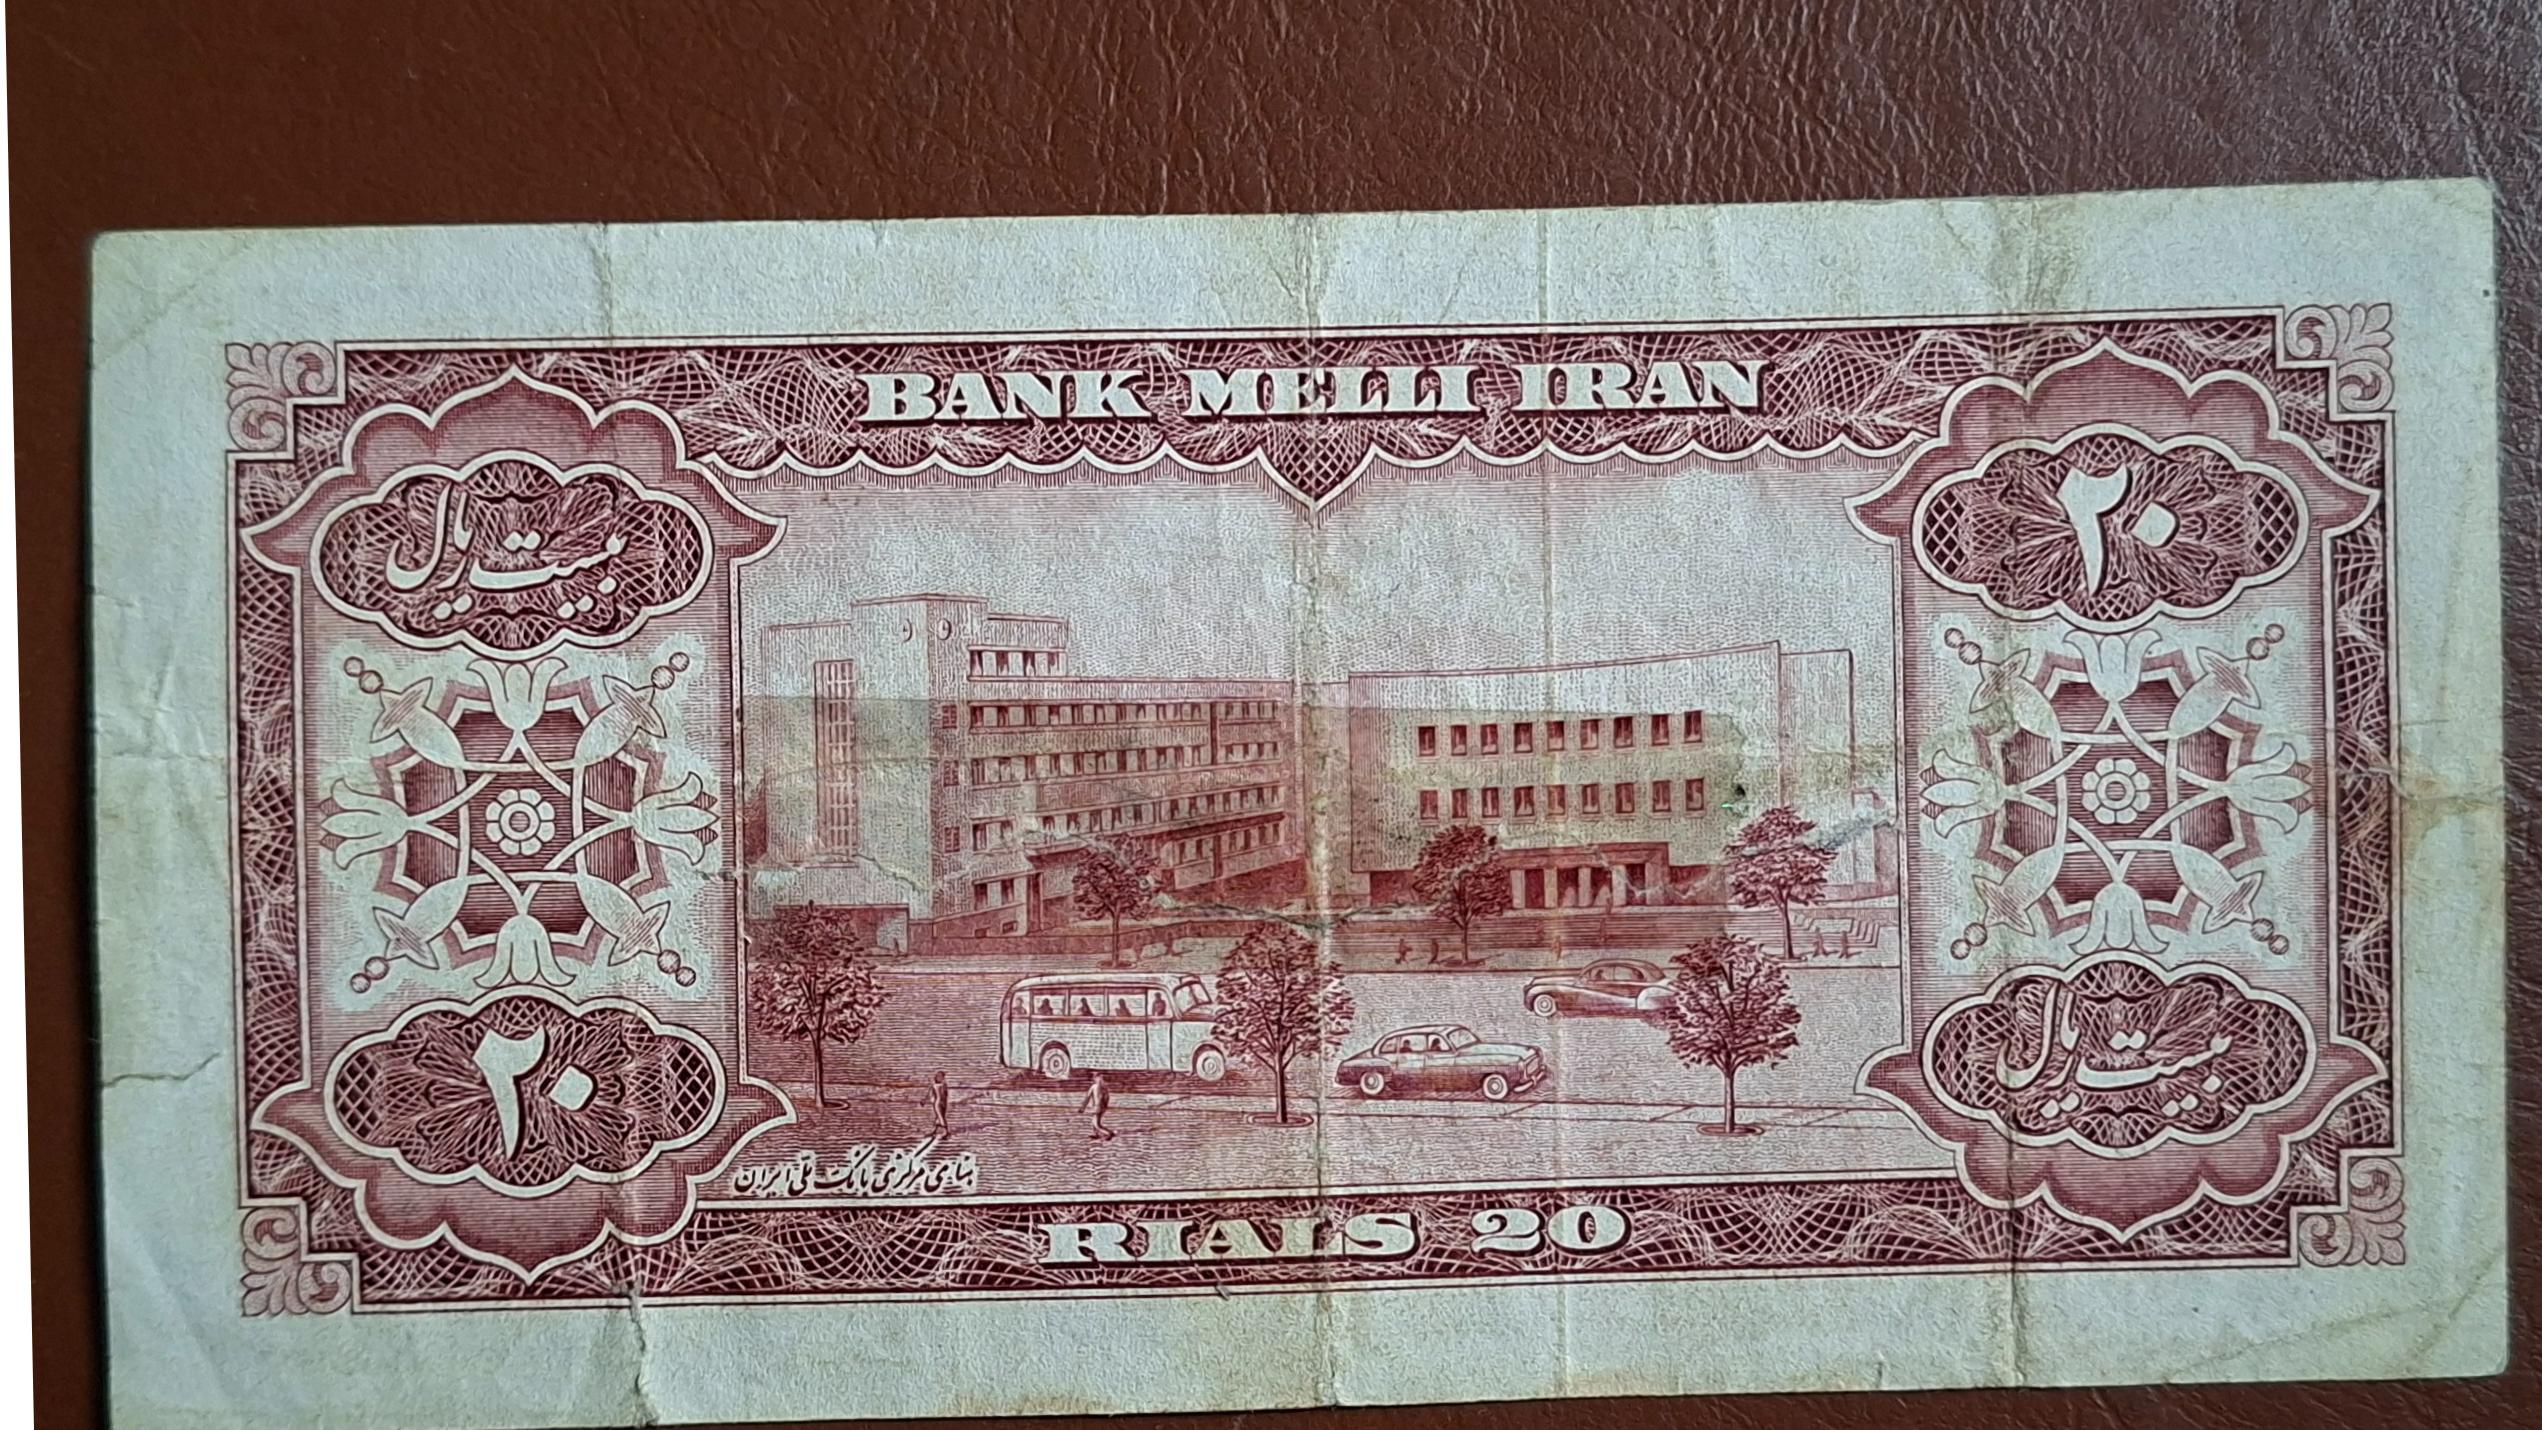 BANK MELLI IRAN
بیست ریال
۲۰
۲۰
بیست ریال
بنای مرکزی بانک ملی ایران
RIALS 20